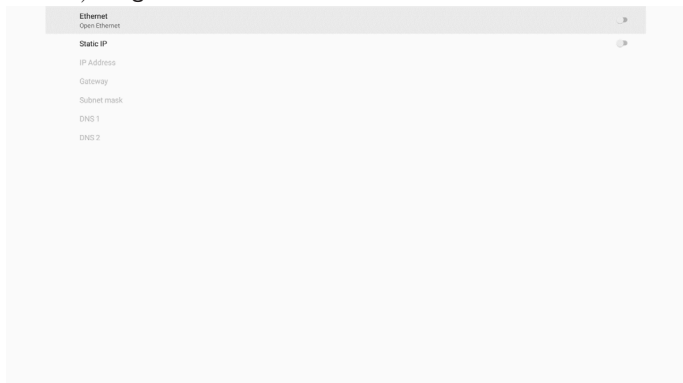 Ethernet
Open Ethernet
Static IP
IP Address
Gateway
Subnet mask
DNS 1
DNS 2